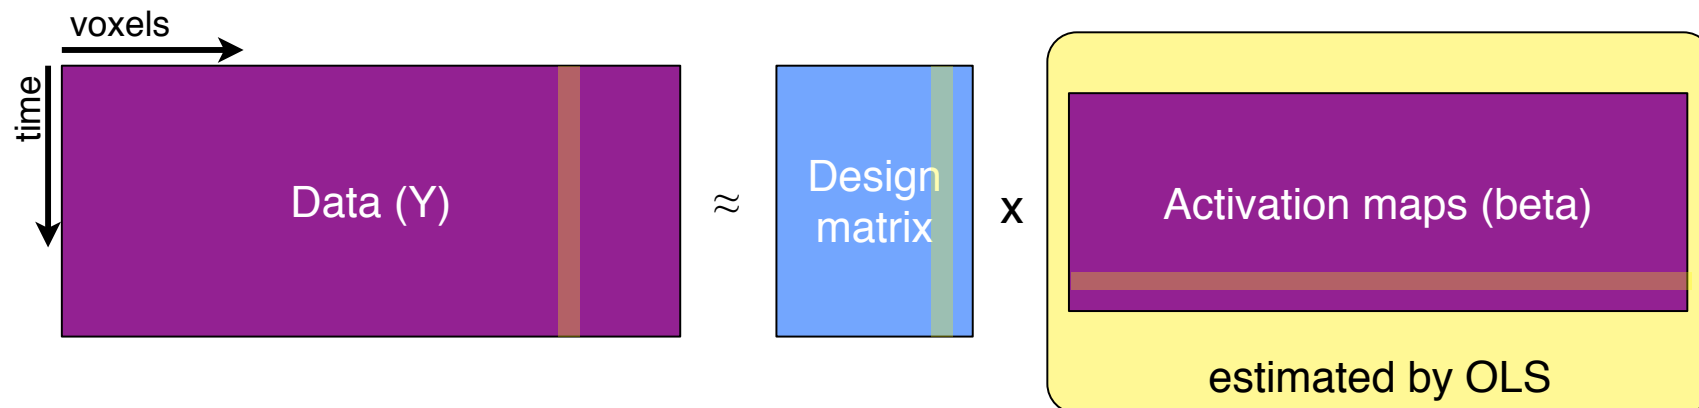 voxels
time
Data (Y)
≈
Design
matrix
x
Activation maps (beta)
estimated by OLS